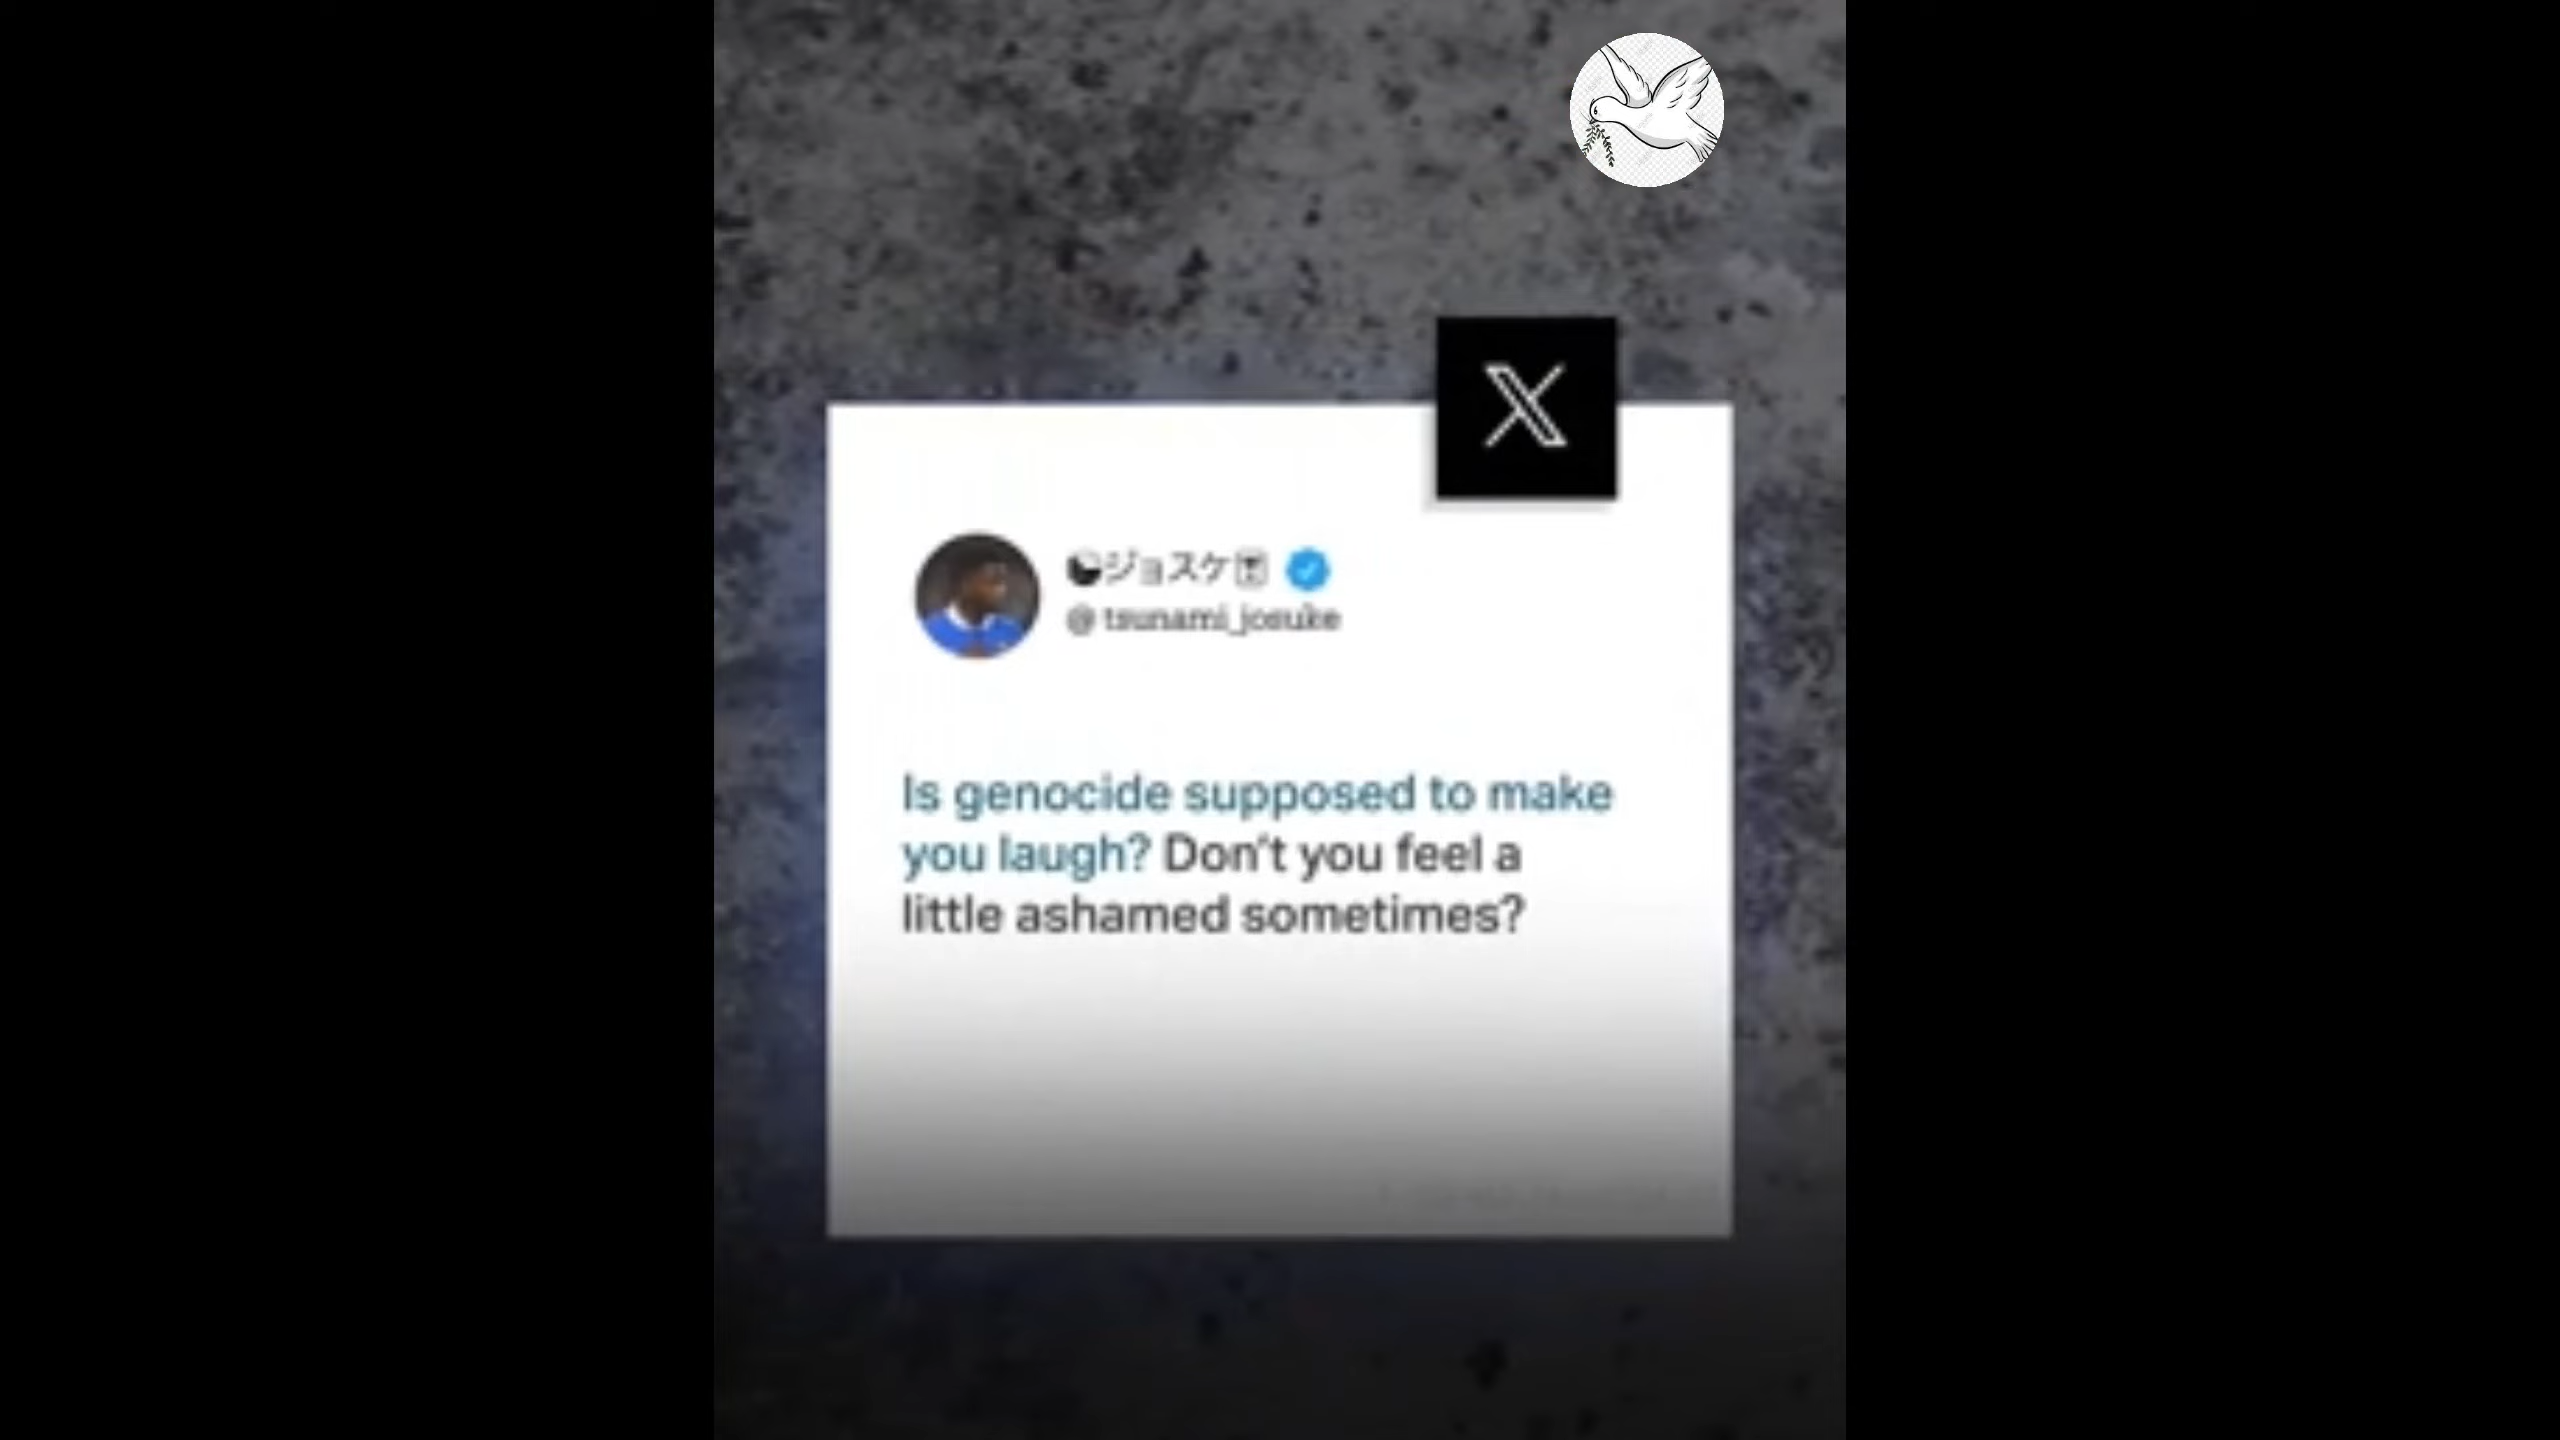 ジョスケ
@tsunami_josuke
Is genocide supposed to make
you laugh? Don't you feel a
little ashamed sometimes?